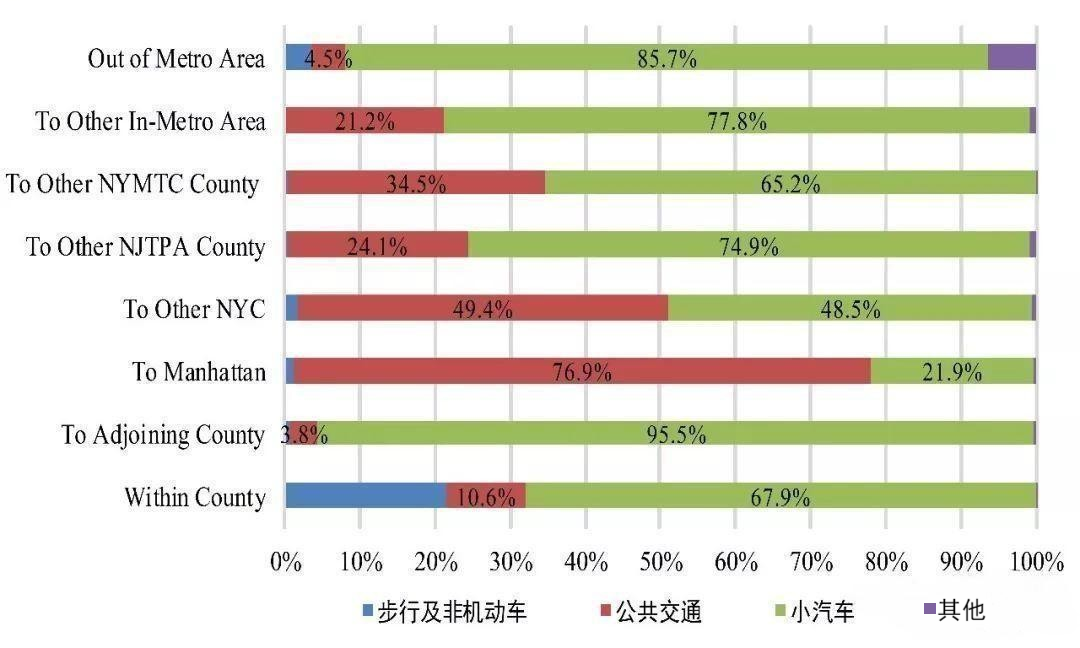 Out of Metro Area 4.5% 85.7%
To Other In-Metro Area 21.2% 77.8%
To Other NYMTC County 34.5% 65.2%
To Other NJTPA County 24.1% 74.9%
To Other NYC 49.4% 48.5%
To Manhattan 76.9% 21.9%
To Adjoining County 3.8% 95.5%
Within County 10.6% 67.9%
0% 10% 20% 30% 40% 50% 60% 70% 80% 90% 100%
步行及非机动车 公共交通 小汽车 其他